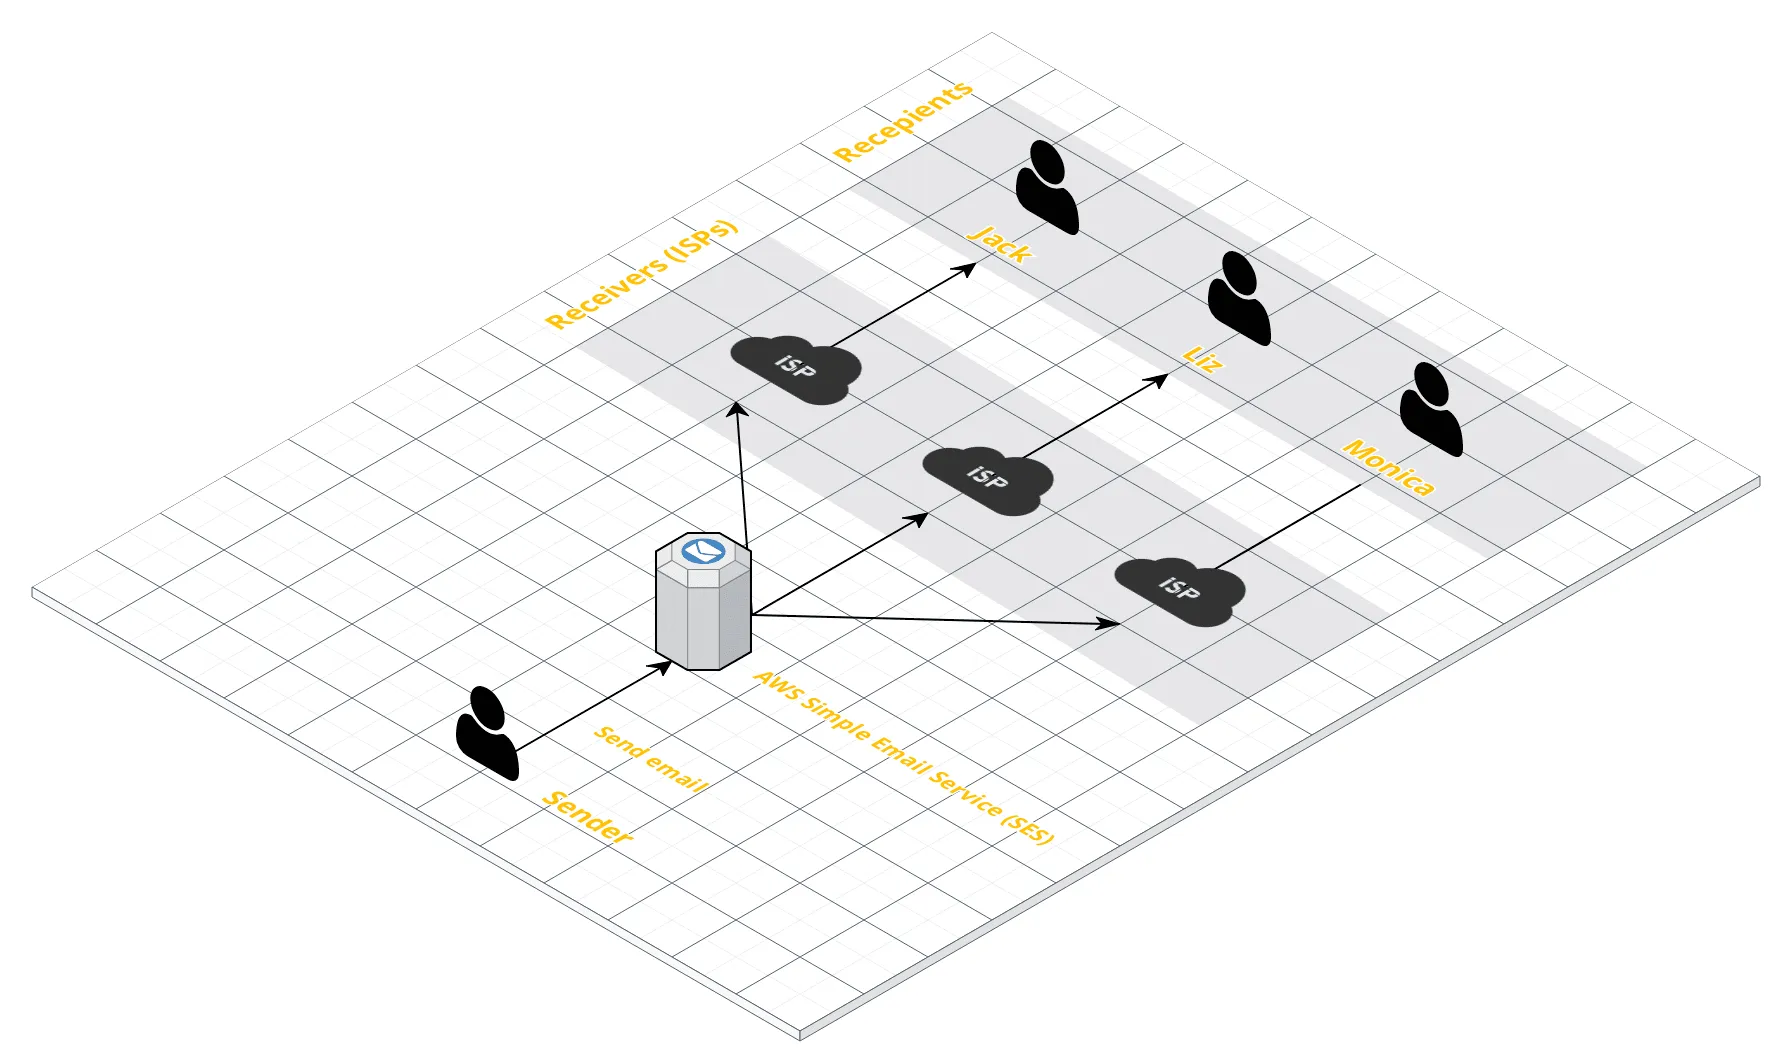 Recepients
Jack
Receivers (ISPs)
ISP
Liz
ISP
Monica
ISP
AWS Simple Email Service (SES)
Send email
Sender